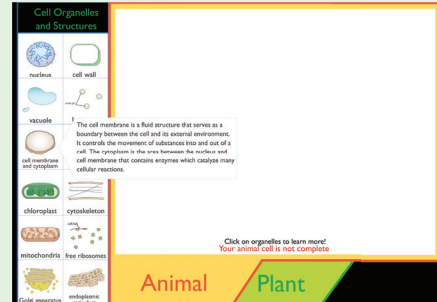 Cell Organelles
and Structures
nucleus
cell wall
vacuole
The cell membrane is a fluid structure that serves as a
boundary between the cell and its external environment.
It controls the movement of substances into and out of a
cell. The cytoplasm is the area between the nucleus and
cell membrane that contains enzymes which catalyze many
cellular reactions.
cell membrane
and cytoplasm
chloroplast
cytoskeleton
mitochondria
free ribosomes
Golgi apparatus
endoplasmic
Click on organelles to learn more!
Your animal cell is not complete
Animal
Plant